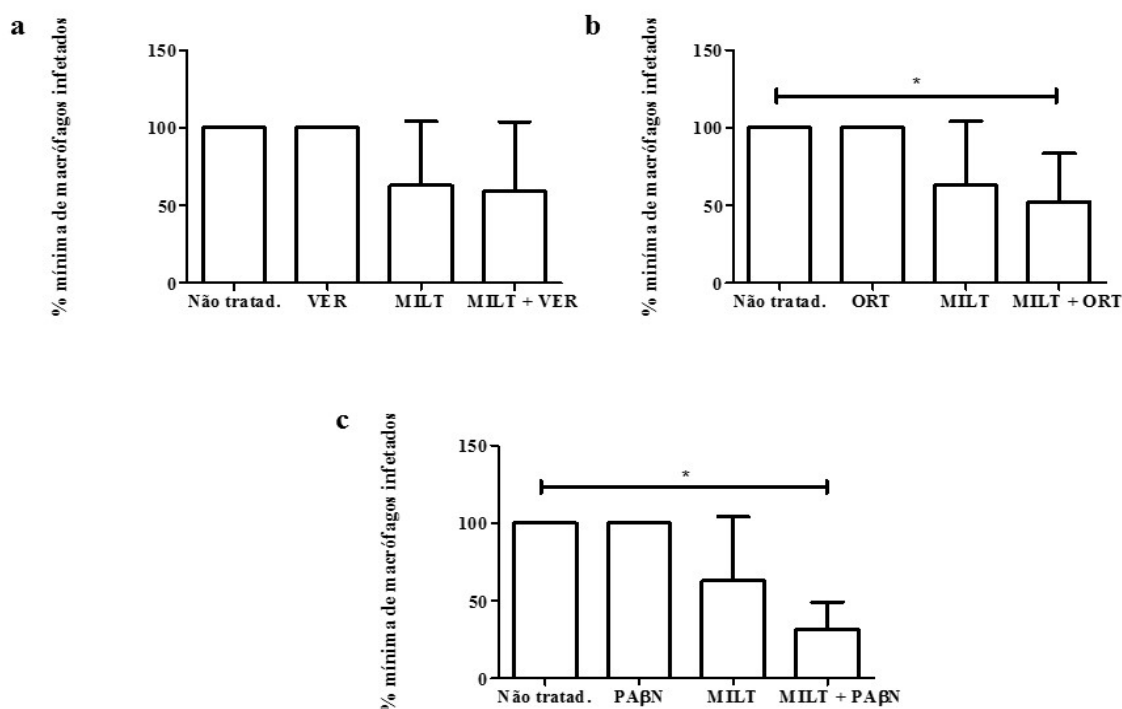 a
% mínima de macrófagos infetados
150
100
50
0
Não tratad. VER MILT MILT + VER
b
% miníma de macrófagos infetados
150
*
100
50
0
Não tratad. ORT MILT MILT + ORT
c
% mínima de macrófagos infetados
150
*
100
50
0
Não tratad. PAβN MILT MILT + PAβN